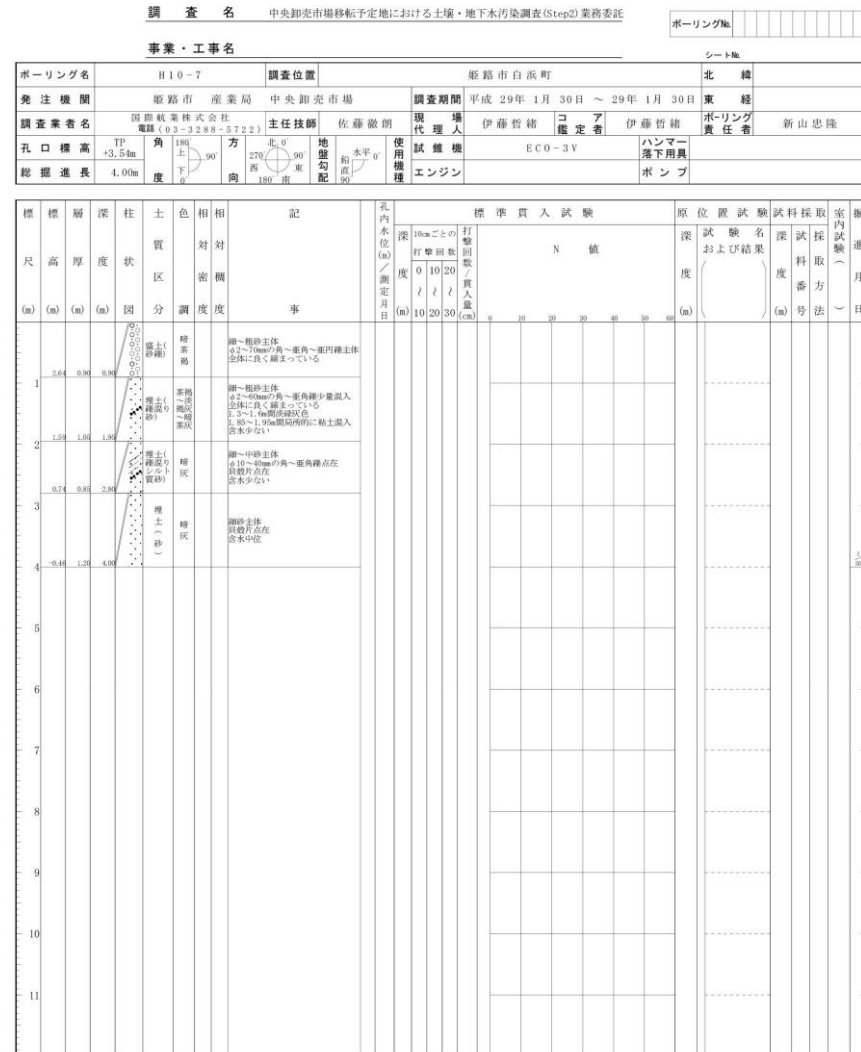 調査名 中央卸売市場移転予定地における土壌・地下水汚染調査(Step2)業務委託
ボーリングNo.
事業・工事名
シートNo.
ボーリング名 H10-7 調査位置 姫路市白浜町 北緯
発注機関 姫路市 産業局 中央卸売市場 調査期間 平成 29年 1月 30日 ~ 29年 1月 30日 東経
調査業者名 国際航業株式会社 電話(03-3288-5722) 主任技師 佐藤徹朗 現場代理人 伊藤哲緒 コア鑑定者 伊藤哲緒 ボーリング責任者 新山忠隆
孔口標高 TP +3.54m 角度 180° 上 90° 下 0° 方向 北 0° 270° 西 90° 東 180° 南 地盤勾配 水平 0° 鉛直 90° 使用機種 試錐機 ECO-3V ハンマー落下用具
総掘進長 4.00m エンジン ポンプ
標尺(m) 標高(m) 層厚(m) 深度(m) 柱状図 土質区分 色調 相対密度 相対稠度 記事 孔内水位(m)/測定月日 標準貫入試験 原位置試験 試料採取 室内試験( ) 掘進月日
深度(m) 10cmごとの打撃回数 打撃回数/貫入量(cm) N値 深度(m) 試験名および結果 深度(m) 試料番号 採取方法
0 10 20
~ ~ ~
10 20 30
0 10 20 30 40 50 60
盛土(砂礫) 暗茶褐
細~粗砂主体
φ2~70mmの角~亜角~亜円礫主体
全体に良く締まっている
2.64 0.90 0.90
1
埋土(礫混り砂) 茶褐~淡褐灰~暗茶灰
細~粗砂主体
φ2~60mmの角~亜角礫少量混入
全体に良く締まっている
1.3~1.6m間淡緑灰色
1.85~1.95m間局所的に粘土混入
含水少ない
1.59 1.05 1.95
2
埋土(礫混りシルト質砂) 暗灰
細~中砂主体
φ10~40mmの角~亜角礫点在
貝殻片点在
含水少ない
0.74 0.85 2.80
3
埋土(砂) 暗灰
細砂主体
貝殻片点在
含水中位
-0.46 1.20 4.00
4
5
6
7
8
9
10
11